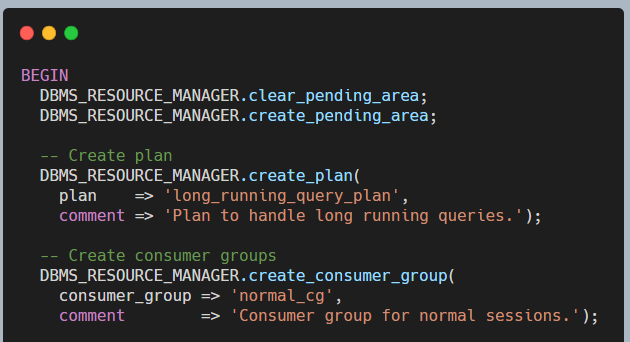 BEGIN
  DBMS_RESOURCE_MANAGER.clear_pending_area;
  DBMS_RESOURCE_MANAGER.create_pending_area;

  -- Create plan
  DBMS_RESOURCE_MANAGER.create_plan(
    plan    => 'long_running_query_plan',
    comment => 'Plan to handle long running queries.');

  -- Create consumer groups
  DBMS_RESOURCE_MANAGER.create_consumer_group(
    consumer_group => 'normal_cg',
    comment        => 'Consumer group for normal sessions.');